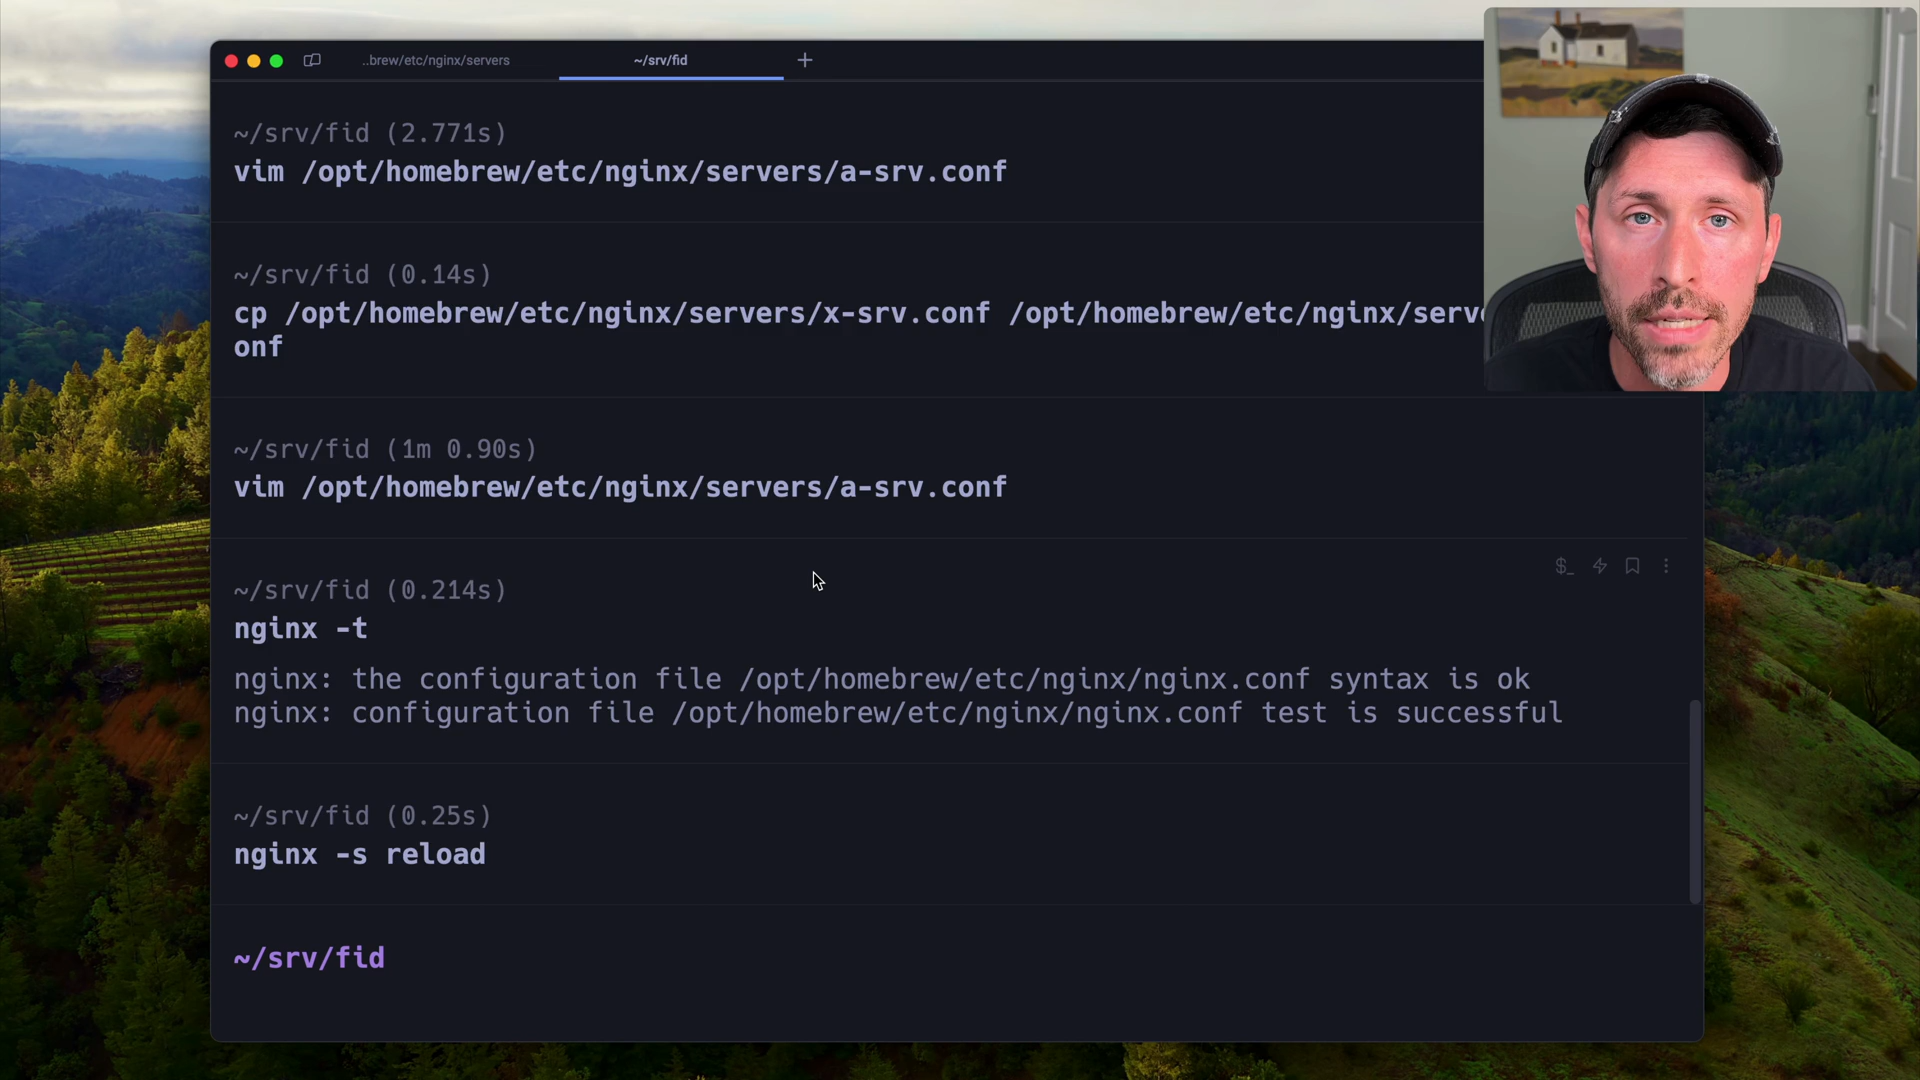 ..brew/etc/nginx/servers
~/srv/fid
~/srv/fid (2.771s)
vim /opt/homebrew/etc/nginx/servers/a-srv.conf
~/srv/fid (0.14s)
cp /opt/homebrew/etc/nginx/servers/x-srv.conf /opt/homebrew/etc/nginx/serv
onf
~/srv/fid (1m 0.90s)
vim /opt/homebrew/etc/nginx/servers/a-srv.conf
$_
~/srv/fid (0.214s)
nginx -t
nginx: the configuration file /opt/homebrew/etc/nginx/nginx.conf syntax is ok
nginx: configuration file /opt/homebrew/etc/nginx/nginx.conf test is successful
~/srv/fid (0.25s)
nginx -s reload
~/srv/fid